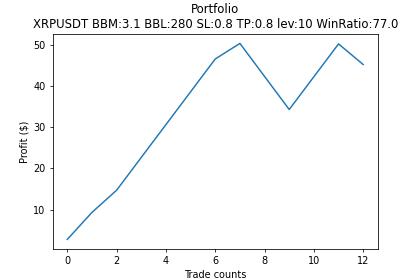 Portfolio
XRPUSDT BBM:3.1 BBL:280 SL:0.8 TP:0.8 lev:10 WinRatio:77.0
50
40
30
20
10
Profit ($)
0 2 4 6 8 10 12
Trade counts